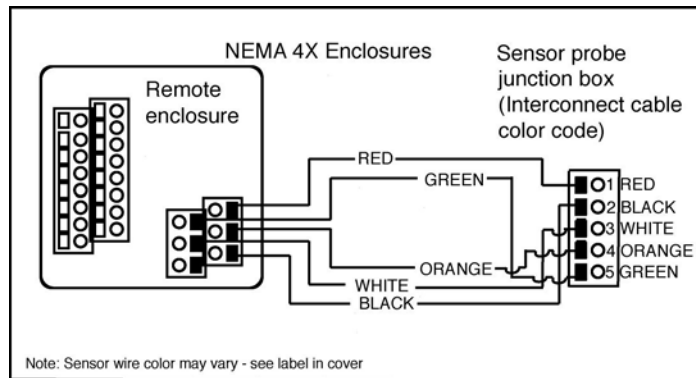 NEMA 4X Enclosures
Remote
enclosure
Sensor probe
junction box
(Interconnect cable
color code)
RED
GREEN
ORANGE
WHITE
BLACK
1 RED
2 BLACK
3 WHITE
4 ORANGE
5 GREEN
Note: Sensor wire color may vary - see label in cover